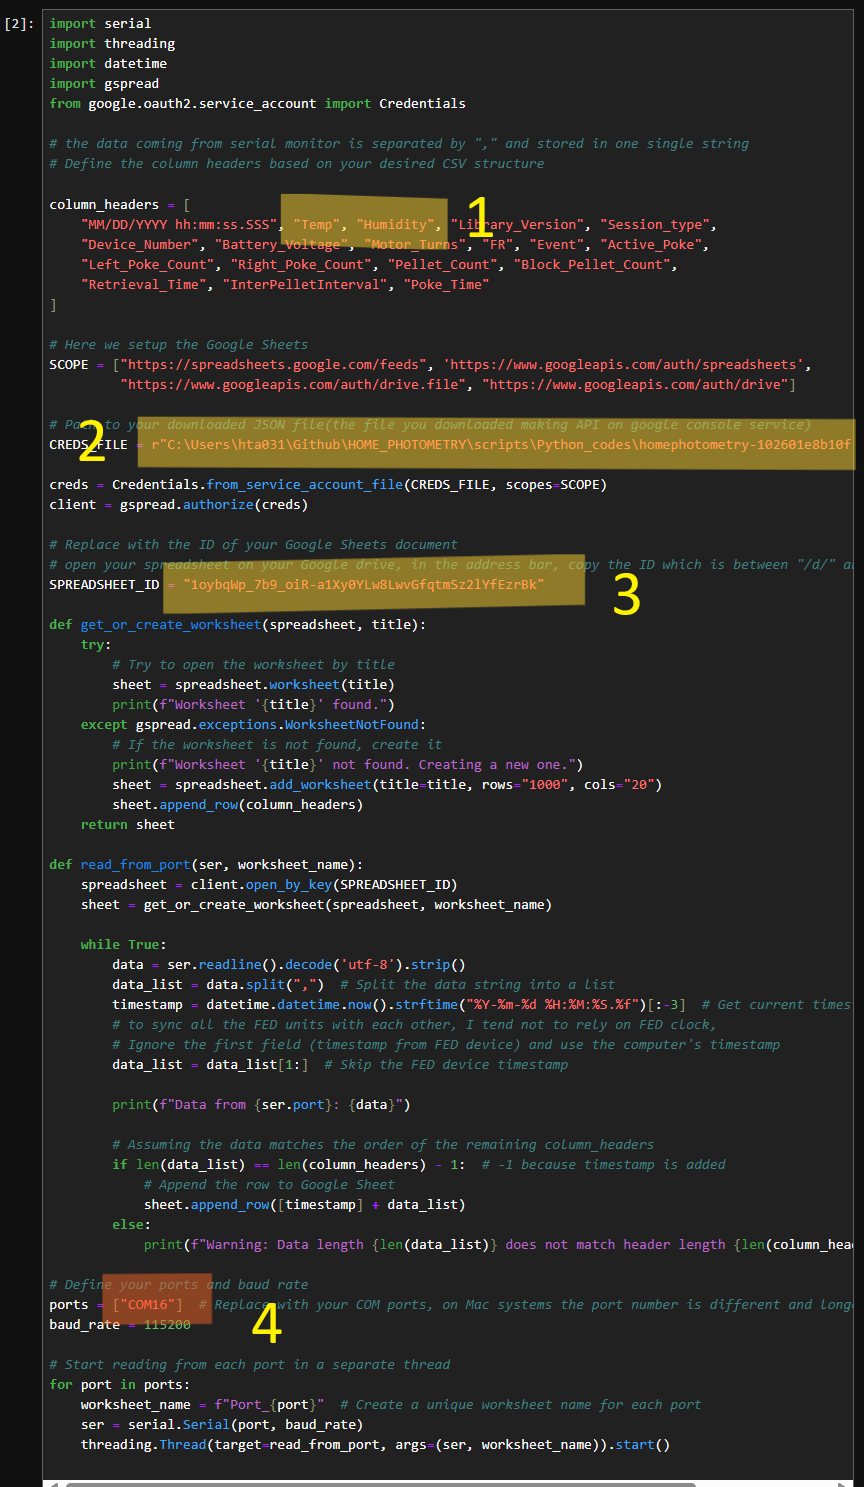 [2]: import serial
import threading
import datetime
import gspread
from google.oauth2.service_account import Credentials
# the data coming from serial monitor is separated by "," and stored in one single string
# Define the column headers based on your desired CSV structure
column_headers = [
"MM/DD/YYYY hh:mm:ss.SSS", "Temp", "Humidity", "Library_Version", "Session_type",
1
"Device_Number", "Battery_Voltage", "Motor_Turns", "FR", "Event", "Active_Poke",
"Left_Poke_Count", "Right_Poke_Count", "Pellet_Count", "Block_Pellet_Count",
"Retrieval_Time", "InterPelletInterval", "Poke_Time"
]
# Here we setup the Google Sheets
SCOPE = ["https://spreadsheets.google.com/feeds", 'https://www.googleapis.com/auth/spreadsheets',
"https://www.googleapis.com/auth/drive.file", "https://www.googleapis.com/auth/drive"]
# Path to your downloaded JSON file(the file you downloaded making API on google console service)
2
CREDS_FILE = r"C:\Users\hta031\Github\HOME_PHOTOMETRY\scripts\Python_codes\homephotometry-102601e8b10f
creds = Credentials.from_service_account_file(CREDS_FILE, scopes=SCOPE)
client = gspread.authorize(creds)
# Replace with the ID of your Google Sheets document
# open your spreadsheet on your Google drive, in the address bar, copy the ID which is between "/d/" a
SPREADSHEET_ID = "1oybqWp_7b9_oiR-a1Xy0YLw8LwvGfqtmSz2lYfEzrBk"
3
def get_or_create_worksheet(spreadsheet, title):
try:
# Try to open the worksheet by title
sheet = spreadsheet.worksheet(title)
print(f"Worksheet '{title}' found.")
except gspread.exceptions.WorksheetNotFound:
# If the worksheet is not found, create it
print(f"Worksheet '{title}' not found. Creating a new one.")
sheet = spreadsheet.add_worksheet(title=title, rows="1000", cols="20")
sheet.append_row(column_headers)
return sheet
def read_from_port(ser, worksheet_name):
spreadsheet = client.open_by_key(SPREADSHEET_ID)
sheet = get_or_create_worksheet(spreadsheet, worksheet_name)
while True:
data = ser.readline().decode('utf-8').strip()
data_list = data.split(",")  # Split the data string into a list
timestamp = datetime.datetime.now().strftime("%Y-%m-%d %H:%M:%S.%f")[:-3]  # Get current times
# to sync all the FED units with each other, I tend not to rely on FED clock,
# Ignore the first field (timestamp from FED device) and use the computer's timestamp
data_list = data_list[1:]  # Skip the FED device timestamp
print(f"Data from {ser.port}: {data}")
# Assuming the data matches the order of the remaining column_headers
if len(data_list) == len(column_headers) - 1:  # -1 because timestamp is added
# Append the row to Google Sheet
sheet.append_row([timestamp] + data_list)
else:
print(f"Warning: Data length {len(data_list)} does not match header length {len(column_hea
# Define your ports and baud rate
ports = ["COM16"]  # Replace with your COM ports, on Mac systems the port number is different and long
4
baud_rate = 115200
# Start reading from each port in a separate thread
for port in ports:
worksheet_name = f"Port_{port}"  # Create a unique worksheet name for each port
ser = serial.Serial(port, baud_rate)
threading.Thread(target=read_from_port, args=(ser, worksheet_name)).start()